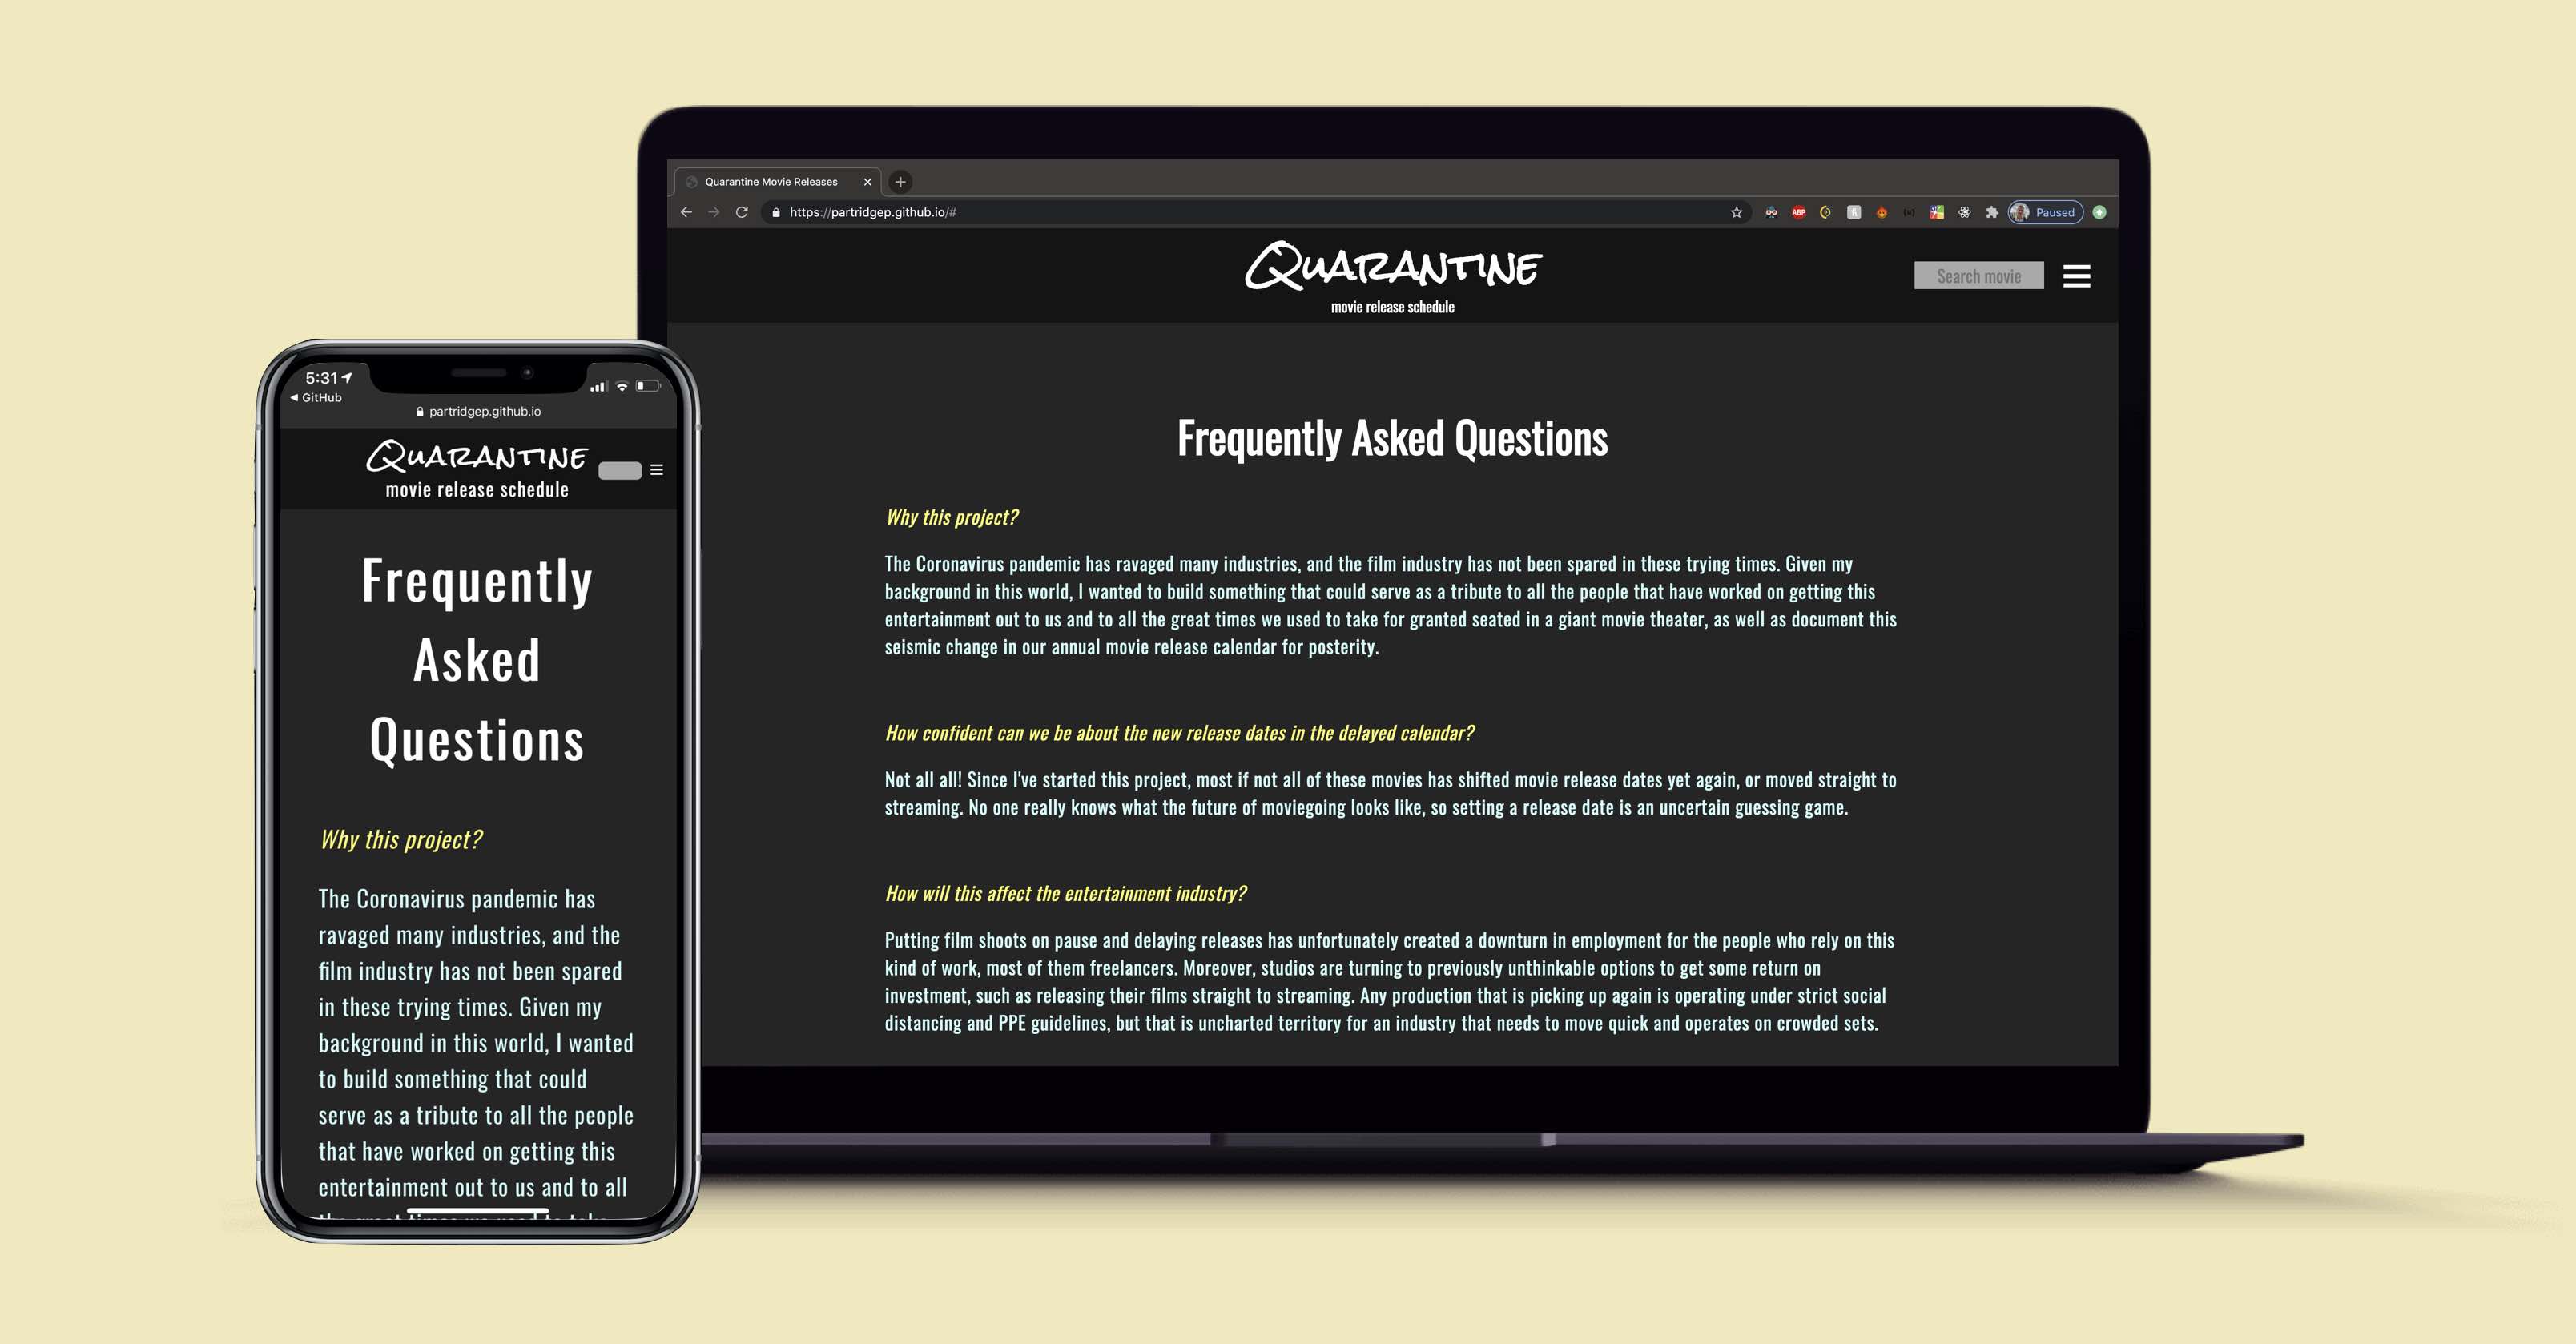 5:31
GitHub
partridgep.github.io
QUARANTINE
movie release schedule
Frequently
Asked
Questions
Why this project?
The Coronavirus pandemic has
ravaged many industries, and the
film industry has not been spared
in these trying times. Given my
background in this world, I wanted
to build something that could
serve as a tribute to all the people
that have worked on getting this
entertainment out to us and to all
the great times we used to take
Quarantine Movie Releases
https://partridgep.github.io/#
ABP
Paused
QUARANTINE
movie release schedule
Search movie
Frequently Asked Questions
Why this project?
The Coronavirus pandemic has ravaged many industries, and the film industry has not been spared in these trying times. Given my
background in this world, I wanted to build something that could serve as a tribute to all the people that have worked on getting this
entertainment out to us and to all the great times we used to take for granted seated in a giant movie theater, as well as document this
seismic change in our annual movie release calendar for posterity.
How confident can we be about the new release dates in the delayed calendar?
Not all all! Since I've started this project, most if not all of these movies has shifted movie release dates yet again, or moved straight to
streaming. No one really knows what the future of moviegoing looks like, so setting a release date is an uncertain guessing game.
How will this affect the entertainment industry?
Putting film shoots on pause and delaying releases has unfortunately created a downturn in employment for the people who rely on this
kind of work, most of them freelancers. Moreover, studios are turning to previously unthinkable options to get some return on
investment, such as releasing their films straight to streaming. Any production that is picking up again is operating under strict social
distancing and PPE guidelines, but that is uncharted territory for an industry that needs to move quick and operates on crowded sets.